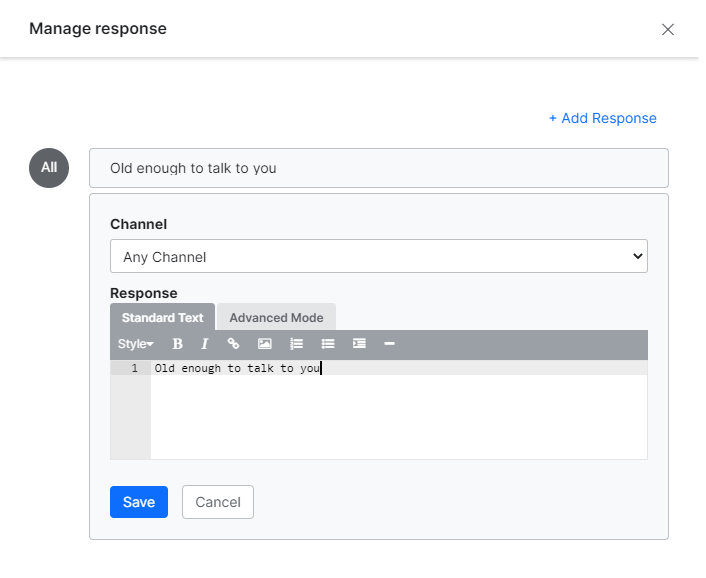 Manage response
+ Add Response
All
Old enough to talk to you
Channel
Any Channel
Response
Standard Text Advanced Mode
Style B I
1 Old enough to talk to you
Save Cancel